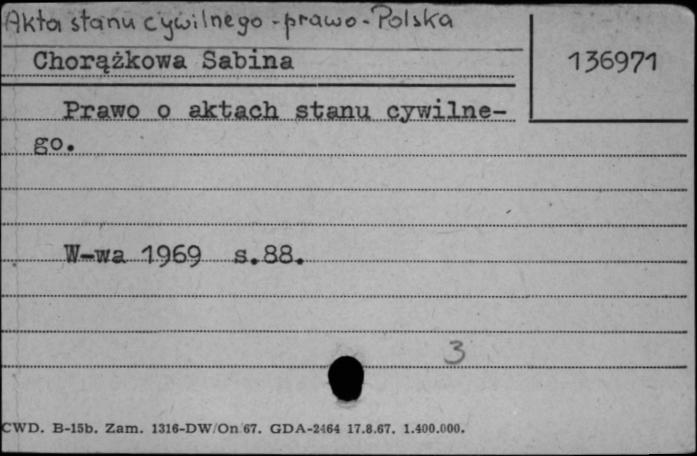 Akta stanu cywilnego - prawo - Polska
Chorążkowa Sabina
136971
Prawo o aktach stanu cywilne-
go.
W-wa 1969 s.88.
3
CWD. B-15b. Zam. 1316-DW/On 67. GDA-2464 17.8.67. 1.400.000.